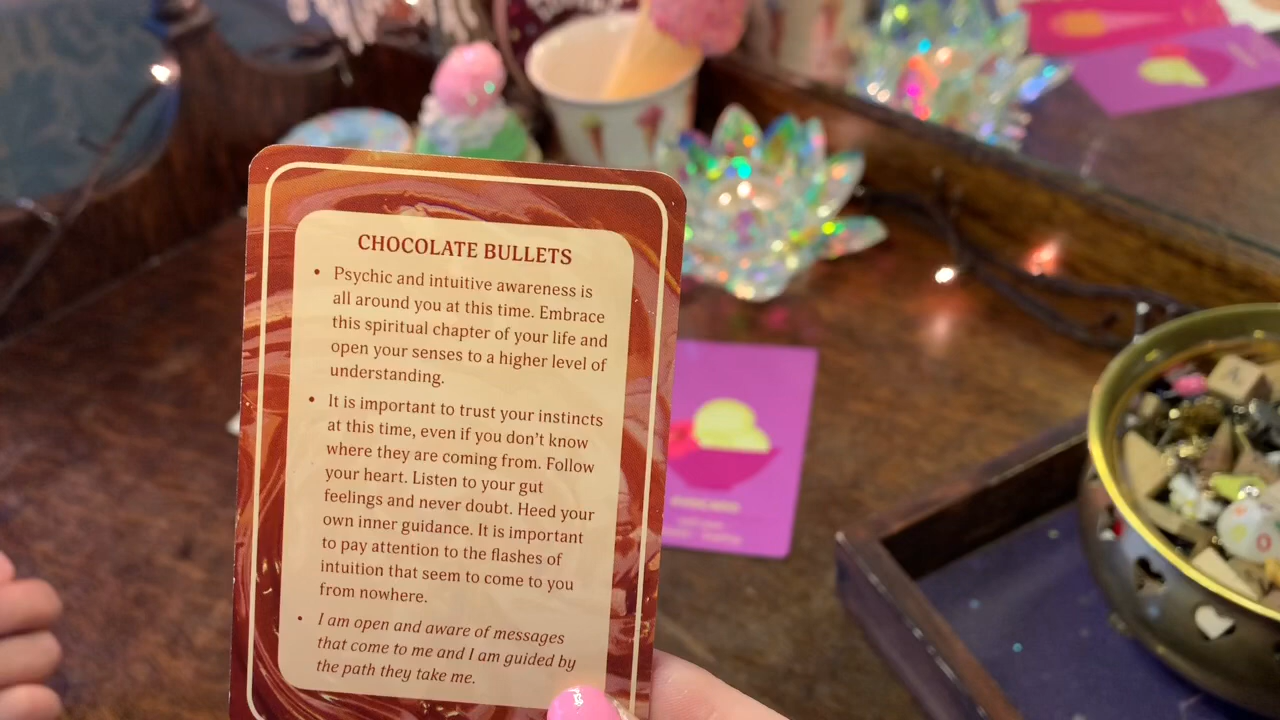 CHOCOLATE BULLETS
• Psychic and intuitive awareness is
all around you at this time. Embrace
this spiritual chapter of your life and
open your senses to a higher level of
understanding.
• It is important to trust your instincts
at this time, even if you don't know
where they are coming from. Follow
your heart. Listen to your gut
feelings and never doubt. Heed your
own inner guidance. It is important
to pay attention to the flashes of
intuition that seem to come to you
from nowhere.
• I am open and aware of messages
that come to me and I am guided by
the path they take me.